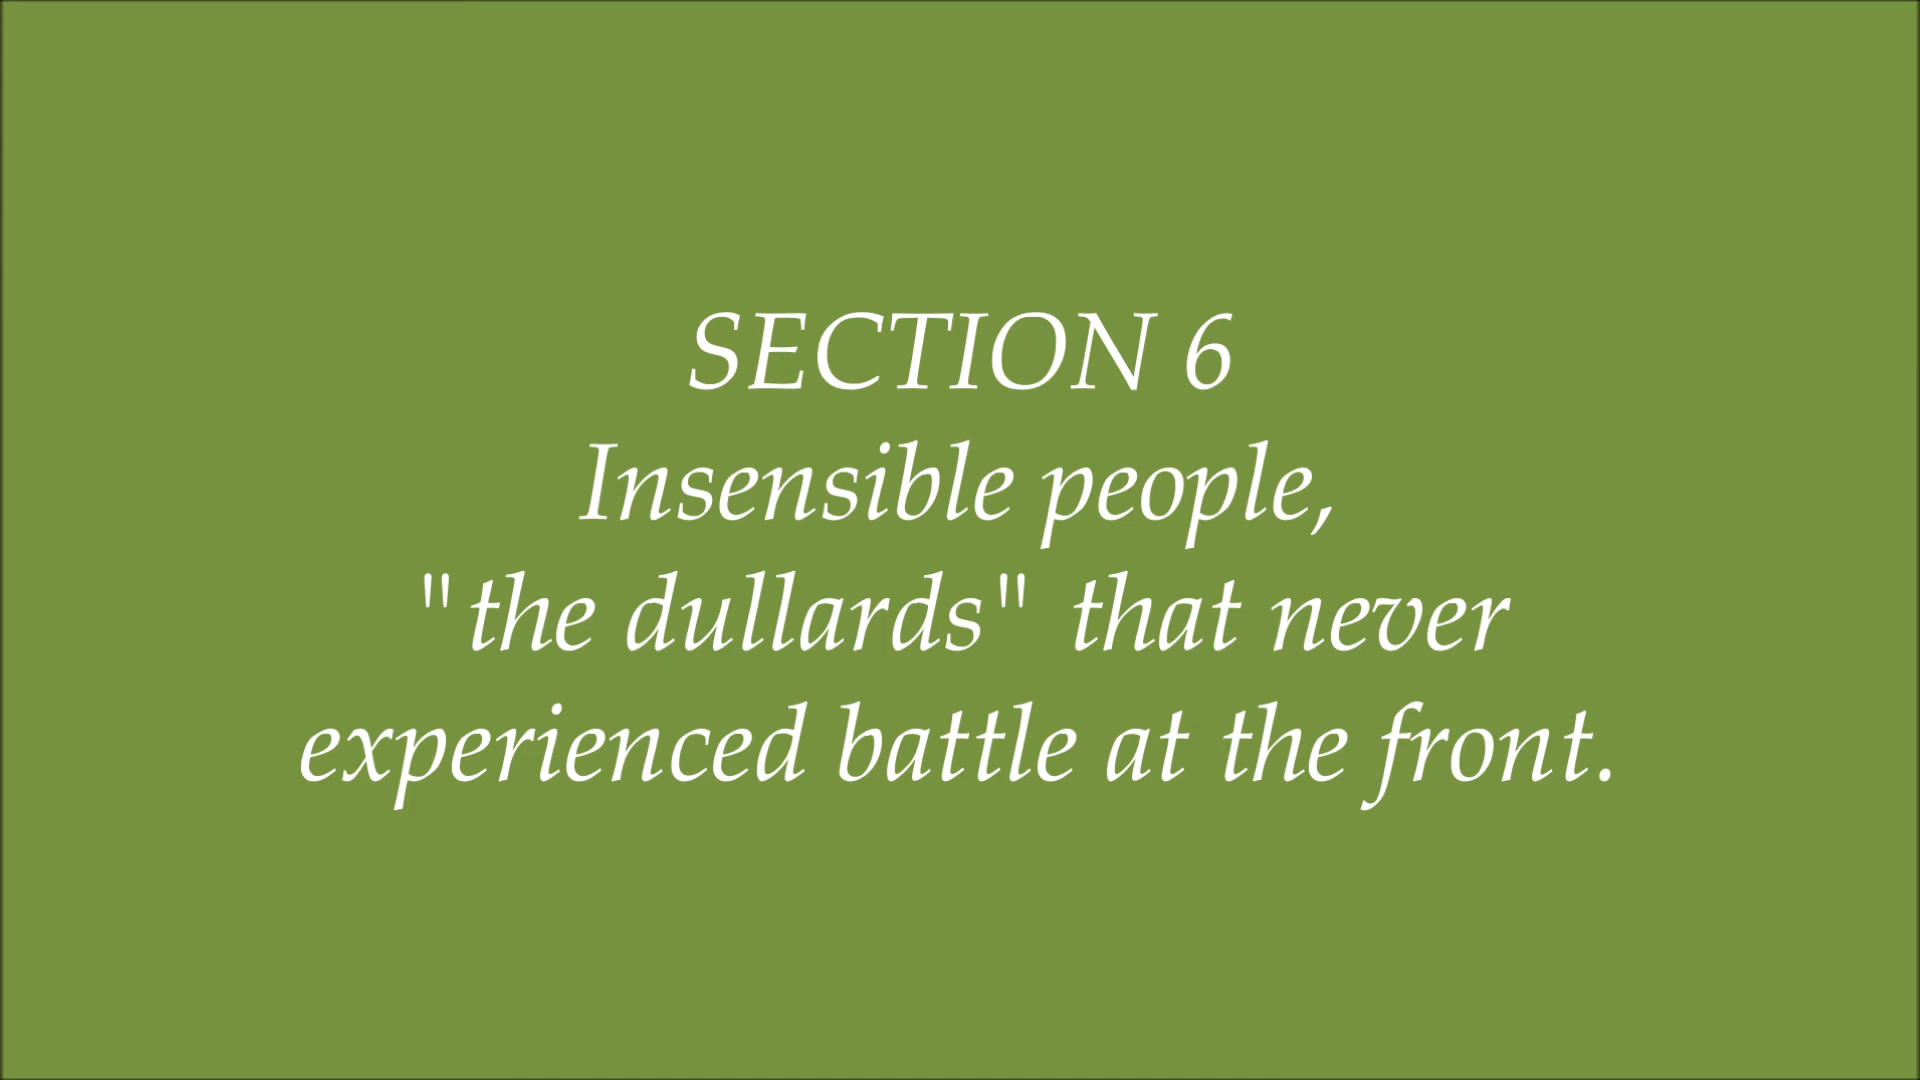 SECTION 6
Insensible people,
"the dullards" that never
experienced battle at the front.